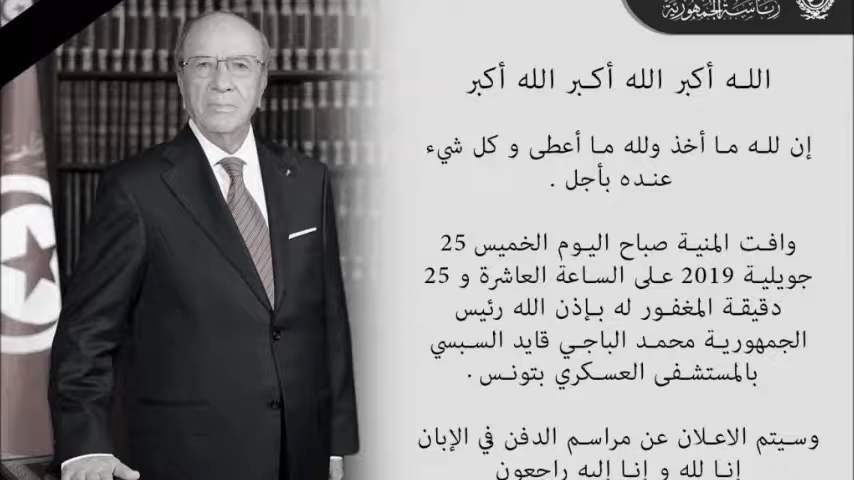 رئاسة الجمهورية
الله أكبر الله أكبر الله أكبر
إن لله ما أخذ ولله ما أعطى و كل شيء
عنده بأجل .
وافت المنية صباح اليوم الخميس 25
جويلية 2019 على الساعة العاشرة و 25
دقيقة المغفور له بإذن الله رئيس
الجمهورية محمد الباجي قايد السبسي
بالمستشفى العسكري بتونس .
وسيتم الاعلان عن مراسم الدفن في الإبان
إنا لله و إنا إليه راجعون